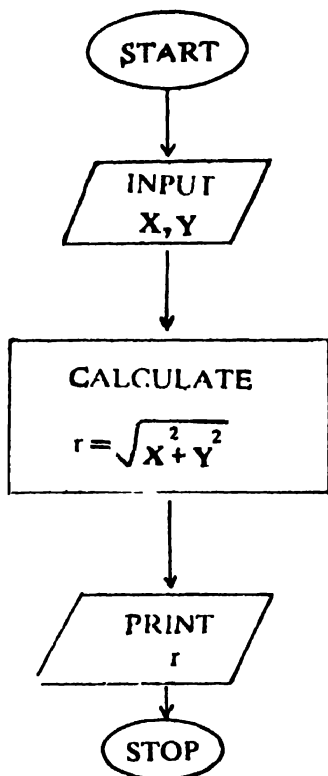 START
INPUT
X, Y
CALCULATE
r = √X² + Y²
PRINT
r
STOP